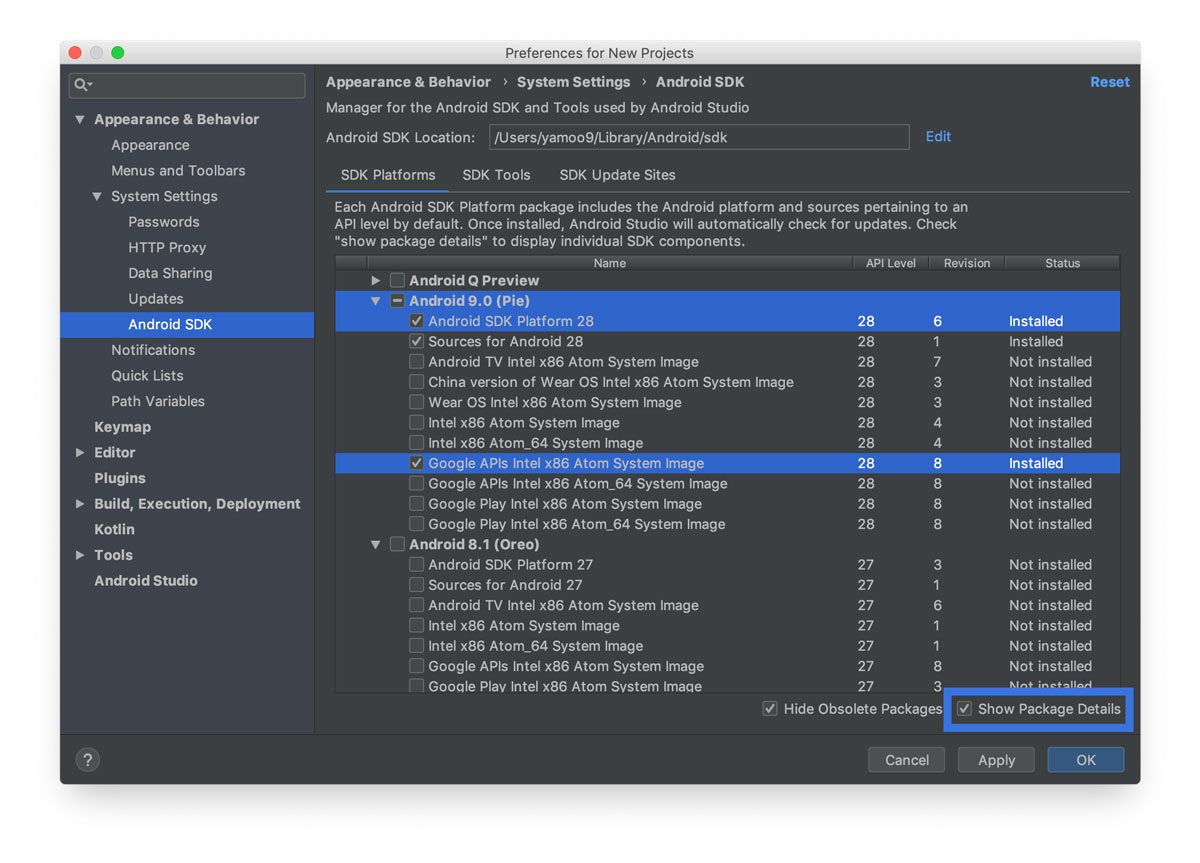 Preferences for New Projects
Appearance & Behavior
Appearance
Menus and Toolbars
System Settings
Passwords
HTTP Proxy
Data Sharing
Updates
Android SDK
Notifications
Quick Lists
Path Variables
Keymap
Editor
Plugins
Build, Execution, Deployment
Kotlin
Tools
Android Studio
Appearance & Behavior › System Settings › Android SDK Reset
Manager for the Android SDK and Tools used by Android Studio
Android SDK Location: /Users/yamoo9/Library/Android/sdk Edit
SDK Platforms SDK Tools SDK Update Sites
Each Android SDK Platform package includes the Android platform and sources pertaining to an
API level by default. Once installed, Android Studio will automatically check for updates. Check
"show package details" to display individual SDK components.
Name API Level Revision Status
Android Q Preview
Android 9.0 (Pie)
Android SDK Platform 28 28 6 Installed
Sources for Android 28 28 1 Installed
Android TV Intel x86 Atom System Image 28 7 Not installed
China version of Wear OS Intel x86 Atom System Image 28 3 Not installed
Wear OS Intel x86 Atom System Image 28 3 Not installed
Intel x86 Atom System Image 28 4 Not installed
Intel x86 Atom_64 System Image 28 4 Not installed
Google APIs Intel x86 Atom System Image 28 8 Installed
Google APIs Intel x86 Atom_64 System Image 28 8 Not installed
Google Play Intel x86 Atom System Image 28 8 Not installed
Google Play Intel x86 Atom_64 System Image 28 8 Not installed
Android 8.1 (Oreo)
Android SDK Platform 27 27 3 Not installed
Sources for Android 27 27 1 Not installed
Android TV Intel x86 Atom System Image 27 6 Not installed
Intel x86 Atom System Image 27 1 Not installed
Intel x86 Atom_64 System Image 27 1 Not installed
Google APIs Intel x86 Atom System Image 27 8 Not installed
Google Play Intel x86 Atom System Image 27 3 Not installed
Hide Obsolete Packages Show Package Details
? Cancel Apply OK